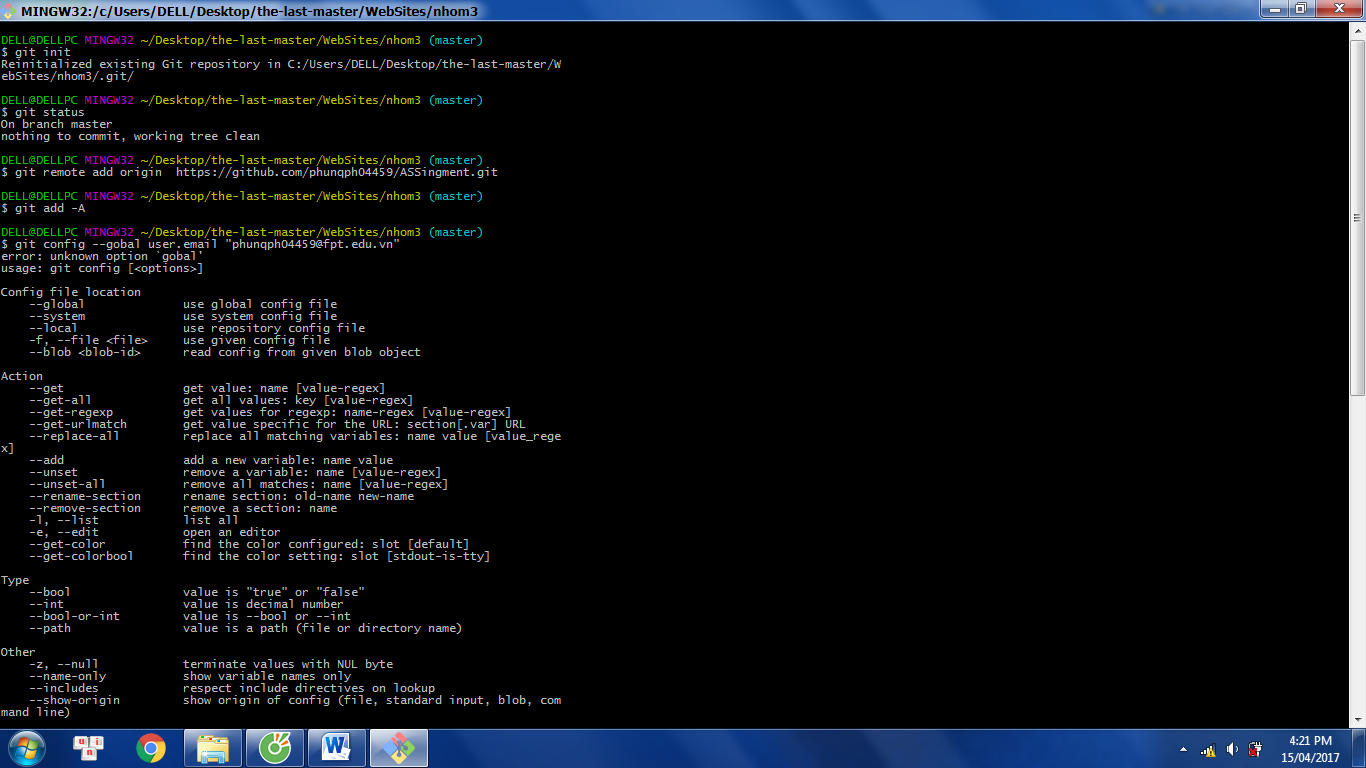 MINGW32:/c/Users/DELL/Desktop/the-last-master/WebSites/nhom3
DELL@DELLPC MINGW32 ~/Desktop/the-last-master/WebSites/nhom3 (master)
$ git init
Reinitialized existing Git repository in C:/Users/DELL/Desktop/the-last-master/W
ebSites/nhom3/.git/
DELL@DELLPC MINGW32 ~/Desktop/the-last-master/WebSites/nhom3 (master)
$ git status
On branch master
nothing to commit, working tree clean
DELL@DELLPC MINGW32 ~/Desktop/the-last-master/WebSites/nhom3 (master)
$ git remote add origin  https://github.com/phunqph04459/ASSingment.git
DELL@DELLPC MINGW32 ~/Desktop/the-last-master/WebSites/nhom3 (master)
$ git add -A
DELL@DELLPC MINGW32 ~/Desktop/the-last-master/WebSites/nhom3 (master)
$ git config --gobal user.email "phunqph04459@fpt.edu.vn"
error: unknown option `gobal'
usage: git config [<options>]
Config file location
--global use global config file
--system use system config file
--local use repository config file
-f, --file <file> use given config file
--blob <blob-id> read config from given blob object
Action
--get get value: name [value-regex]
--get-all get all values: key [value-regex]
--get-regexp get values for regexp: name-regex [value-regex]
--get-urlmatch get value specific for the URL: section[.var] URL
--replace-all replace all matching variables: name value [value_rege
x]
--add add a new variable: name value
--unset remove a variable: name [value-regex]
--unset-all remove all matches: name [value-regex]
--rename-section rename section: old-name new-name
--remove-section remove a section: name
-l, --list list all
-e, --edit open an editor
--get-color find the color configured: slot [default]
--get-colorbool find the color setting: slot [stdout-is-tty]
Type
--bool value is "true" or "false"
--int value is decimal number
--bool-or-int value is --bool or --int
--path value is a path (file or directory name)
Other
-z, --null terminate values with NUL byte
--name-only show variable names only
--includes respect include directives on lookup
--show-origin show origin of config (file, standard input, blob, com
mand line)
u n i
W
4:21 PM
15/04/2017